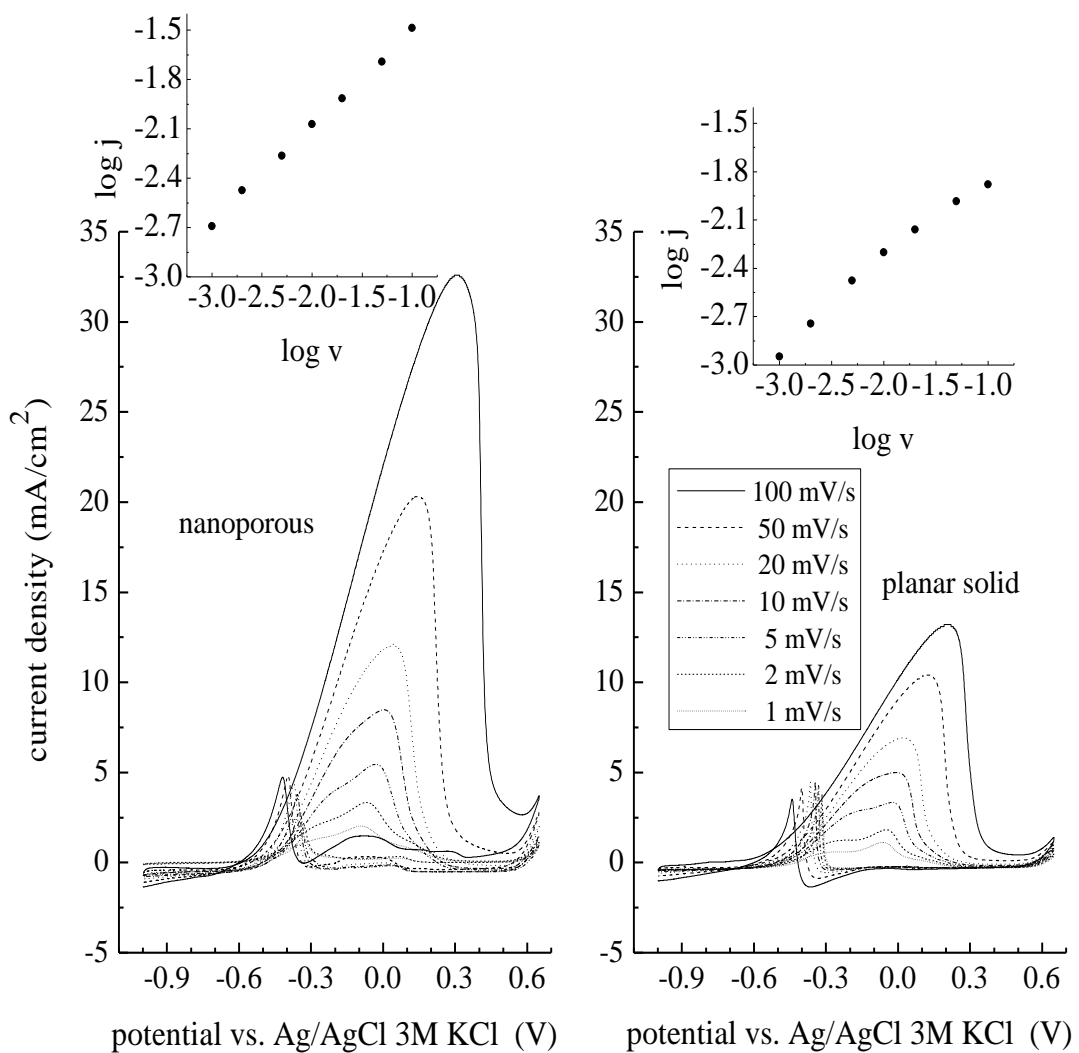 -1.5
-1.8
-2.1
-2.4
-2.7
-3.0
log j
-3.0 -2.5 -2.0 -1.5 -1.0
log v
35
30
25
20
15
10
5
0
-5
current density (mA/cm²)
nanoporous
-0.9 -0.6 -0.3 0.0 0.3 0.6
potential vs. Ag/AgCl 3M KCl (V)
-1.5
-1.8
-2.1
-2.4
-2.7
-3.0
log j
-3.0 -2.5 -2.0 -1.5 -1.0
log v
35
30
25
20
15
10
5
0
-5
100 mV/s
50 mV/s
20 mV/s
10 mV/s
5 mV/s
2 mV/s
1 mV/s
planar solid
-0.9 -0.6 -0.3 0.0 0.3 0.6
potential vs. Ag/AgCl 3M KCl (V)